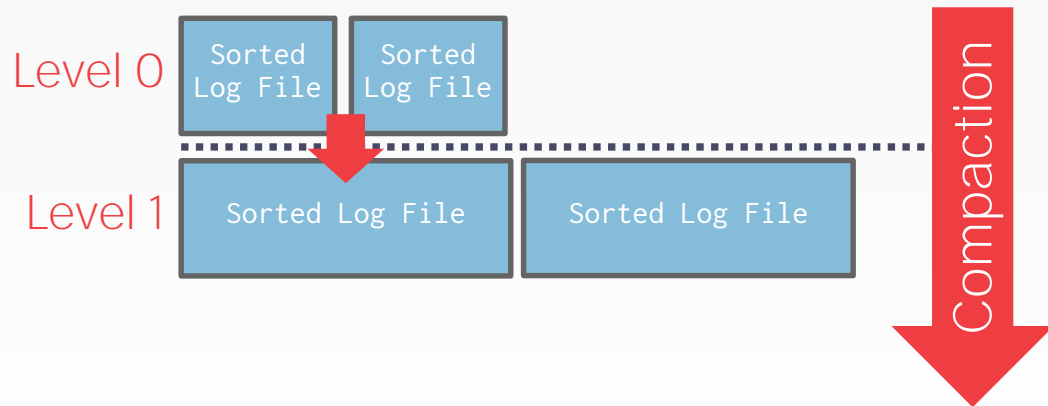 Level 0
Sorted
Log File
Sorted
Log File
Level 1
Sorted Log File
Sorted Log File
Compaction